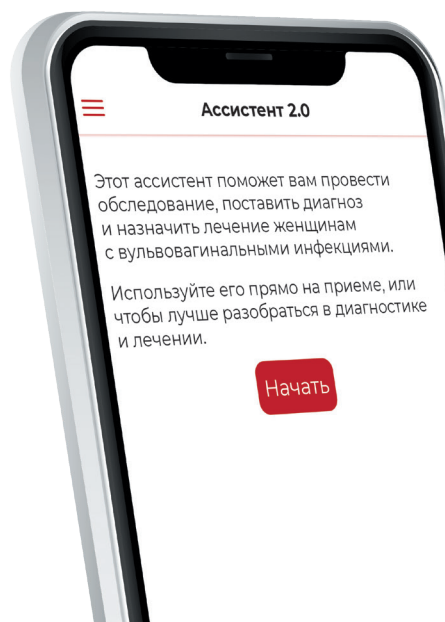 Ассистент 2.0
Этот ассистент поможет вам провести
обследование, поставить диагноз
и назначить лечение женщинам
с вульвовагинальными инфекциями.
Используйте его прямо на приеме, или
чтобы лучше разобраться в диагностике
и лечении.
Начать